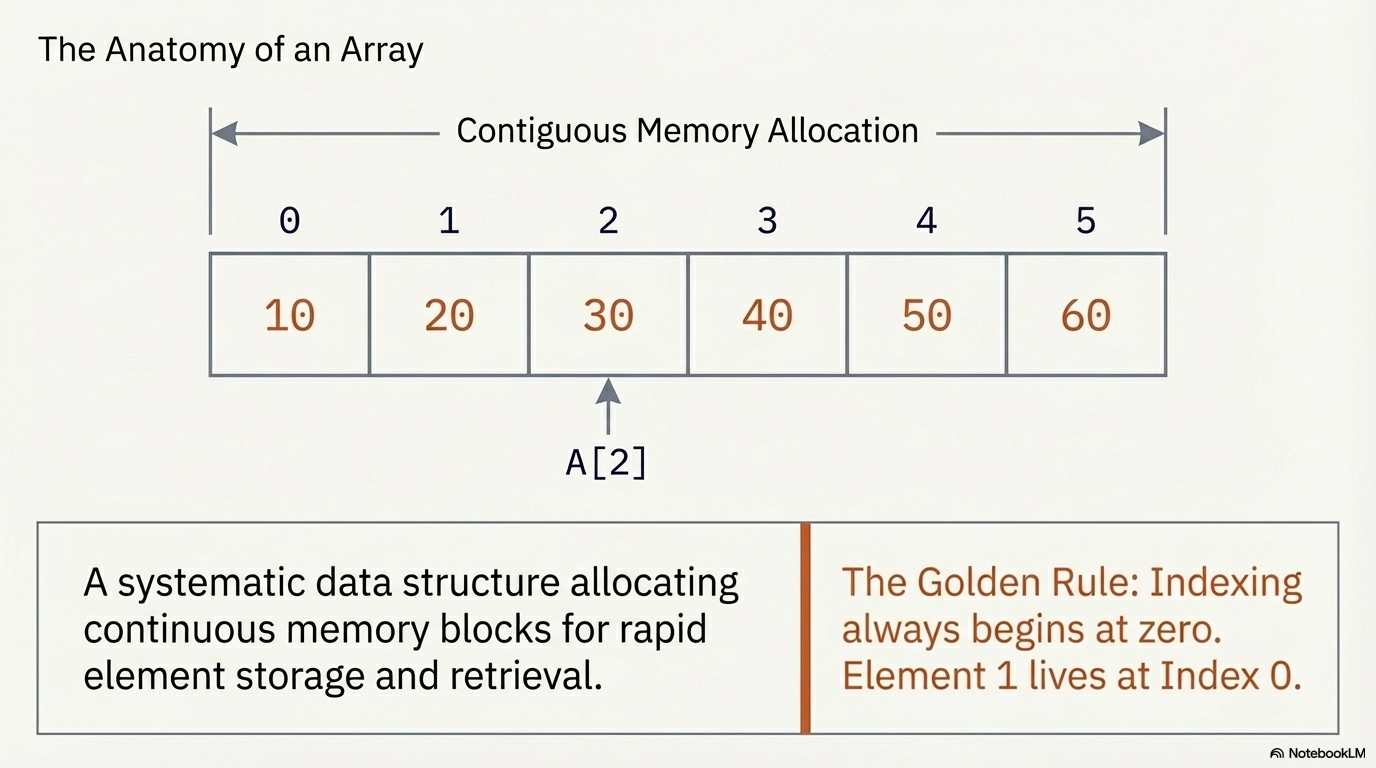 The Anatomy of an Array
Contiguous Memory Allocation
0 1 2 3 4 5
10 20 30 40 50 60
A[2]
A systematic data structure allocating
continuous memory blocks for rapid
element storage and retrieval.
The Golden Rule: Indexing
always begins at zero.
Element 1 lives at Index 0.
NotebookLM